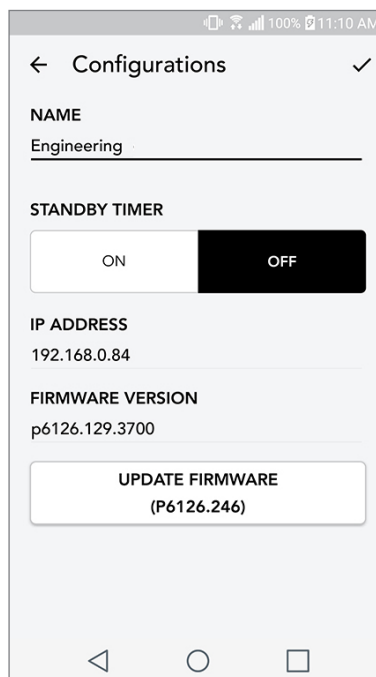 100% 11:10 AM
Configurations
NAME
Engineering
STANDBY TIMER
ON OFF
IP ADDRESS
192.168.0.84
FIRMWARE VERSION
p6126.129.3700
UPDATE FIRMWARE
(P6126.246)